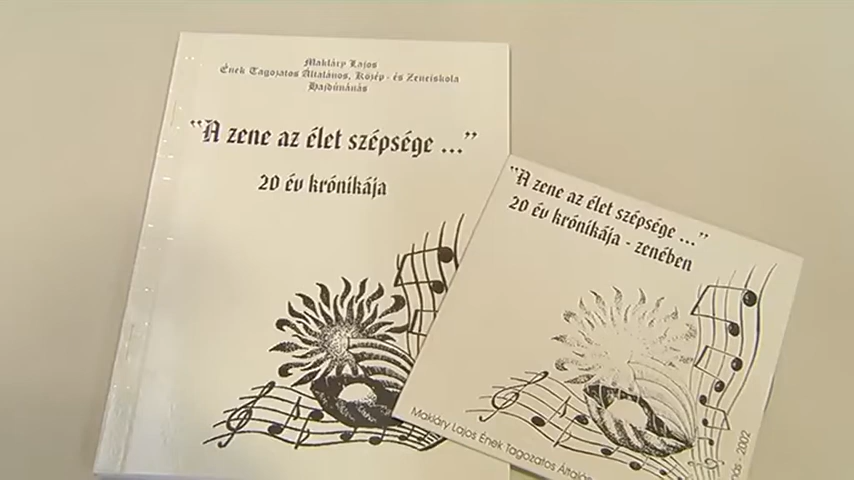 Makláry Lajos
Ének Tagozatos Általános, Közép - és Zeneiskola
Hajdúnánás
"A zene az élet szépsége ..."
20 év krónikája
"A zene az élet szépsége ..."
20 év krónikája - zenében
Makláry Lajos Ének Tagozatos
2002